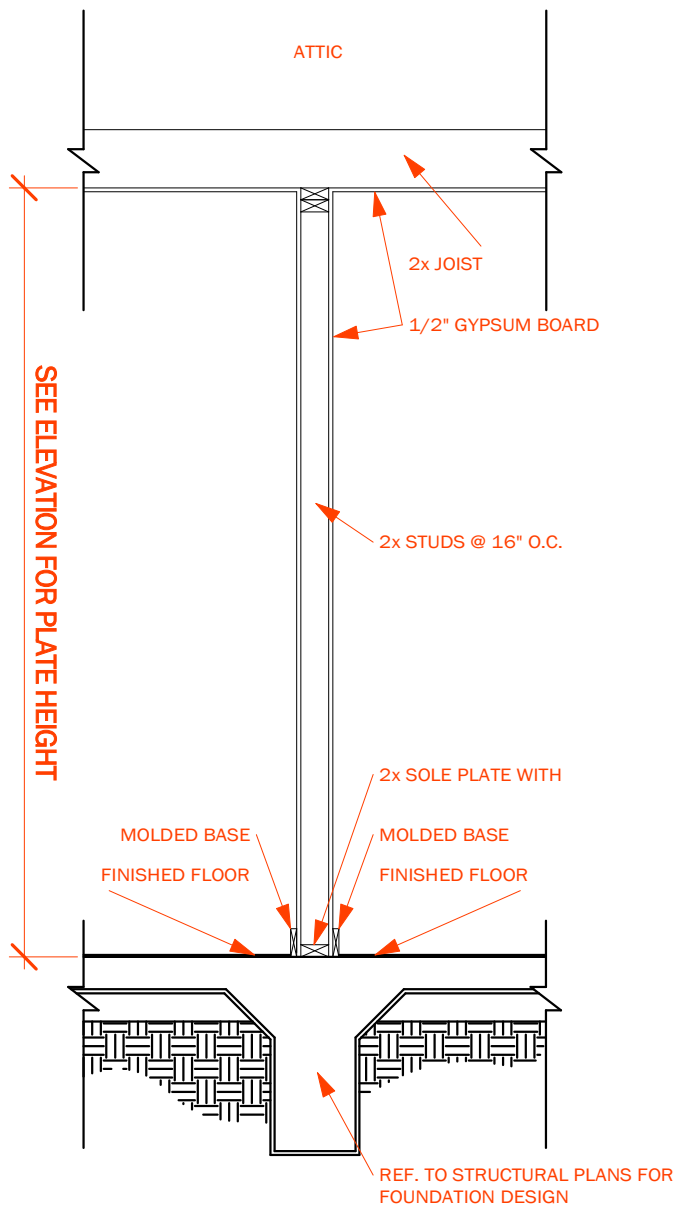 ATTIC
2x JOIST
1/2" GYPSUM BOARD
SEE ELEVATION FOR PLATE HEIGHT
2x STUDS @ 16" O.C.
2x SOLE PLATE WITH
MOLDED BASE
MOLDED BASE
FINISHED FLOOR
FINISHED FLOOR
REF. TO STRUCTURAL PLANS FOR
FOUNDATION DESIGN